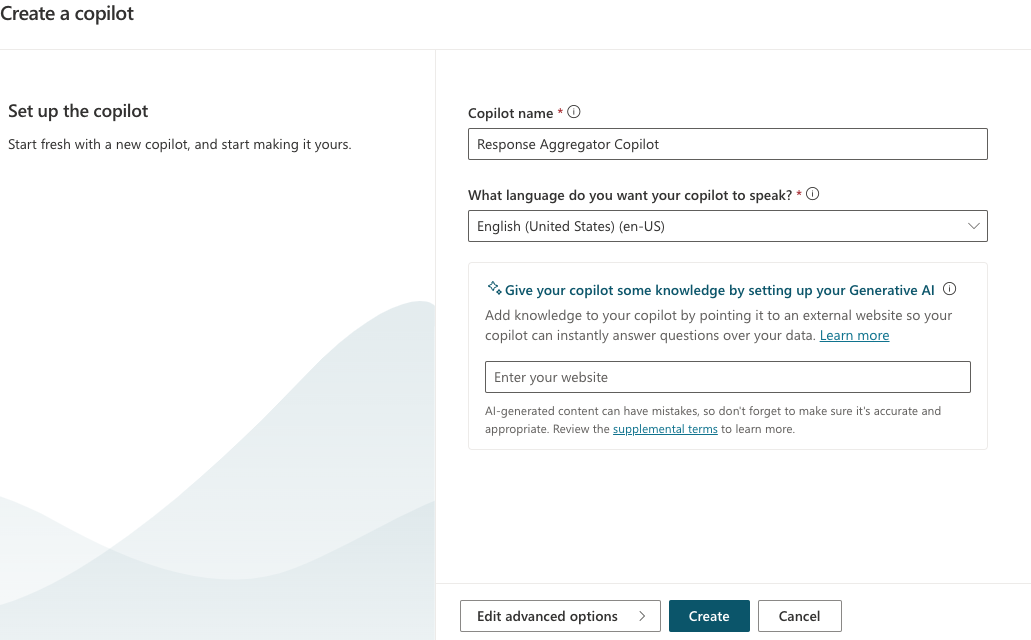 Create a copilot
Set up the copilot
Start fresh with a new copilot, and start making it yours.
Copilot name *
Response Aggregator Copilot
What language do you want your copilot to speak? *
English (United States) (en-US)
Give your copilot some knowledge by setting up your Generative AI
Add knowledge to your copilot by pointing it to an external website so your
copilot can instantly answer questions over your data. Learn more
Enter your website
AI-generated content can have mistakes, so don't forget to make sure it's accurate and
appropriate. Review the supplemental terms to learn more.
Edit advanced options
Create
Cancel